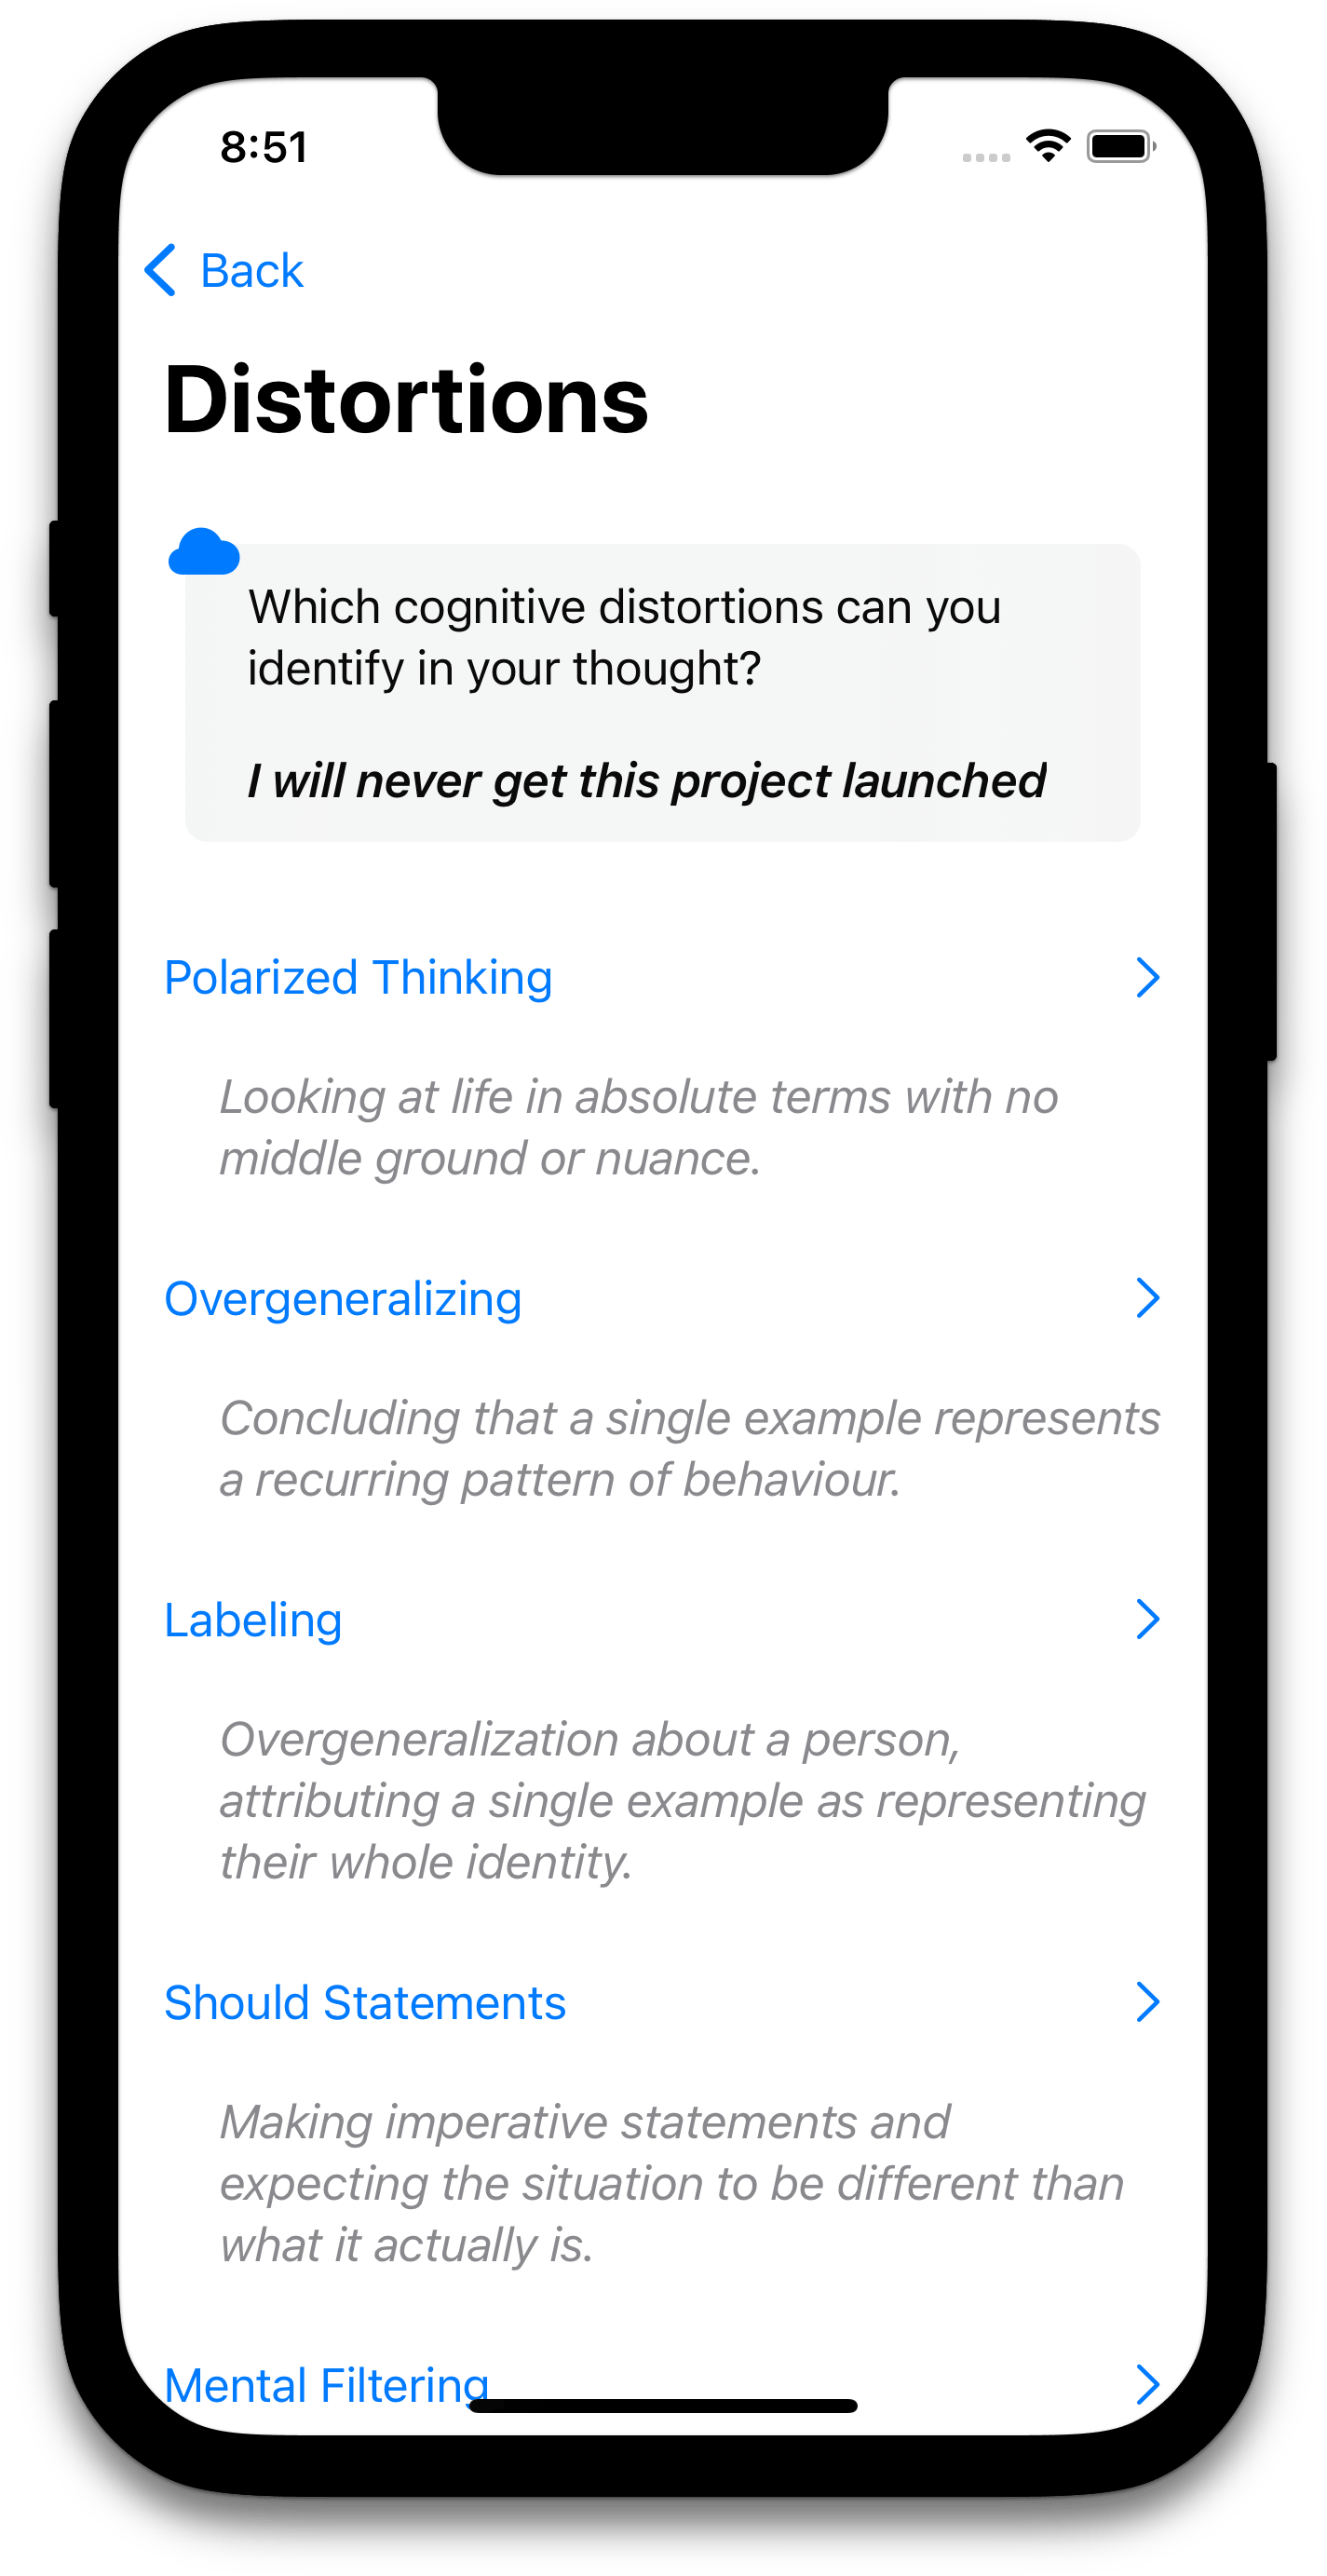 8:51
Back
Distortions
Which cognitive distortions can you
identify in your thought?
I will never get this project launched
Polarized Thinking
Looking at life in absolute terms with no
middle ground or nuance.
Overgeneralizing
Concluding that a single example represents
a recurring pattern of behaviour.
Labeling
Overgeneralization about a person,
attributing a single example as representing
their whole identity.
Should Statements
Making imperative statements and
expecting the situation to be different than
what it actually is.
Mental Filtering